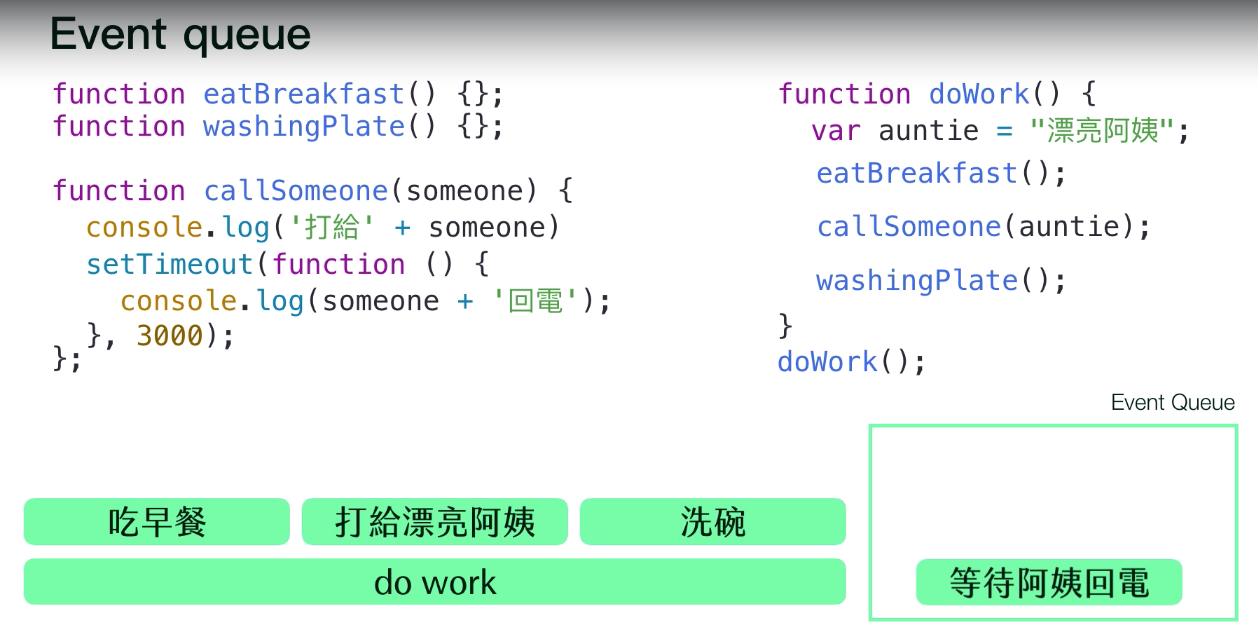 Event queue
function eatBreakfast() {};
function washingPlate() {};
function callSomeone(someone) {
console.log('打給' + someone)
setTimeout(function () {
console.log(someone + '回電');
}, 3000);
};
function doWork() {
var auntie = "漂亮阿姨";
eatBreakfast();
callSomeone(auntie);
washingPlate();
}
doWork();
Event Queue
吃早餐
打給漂亮阿姨
洗碗
do work
等待阿姨回電